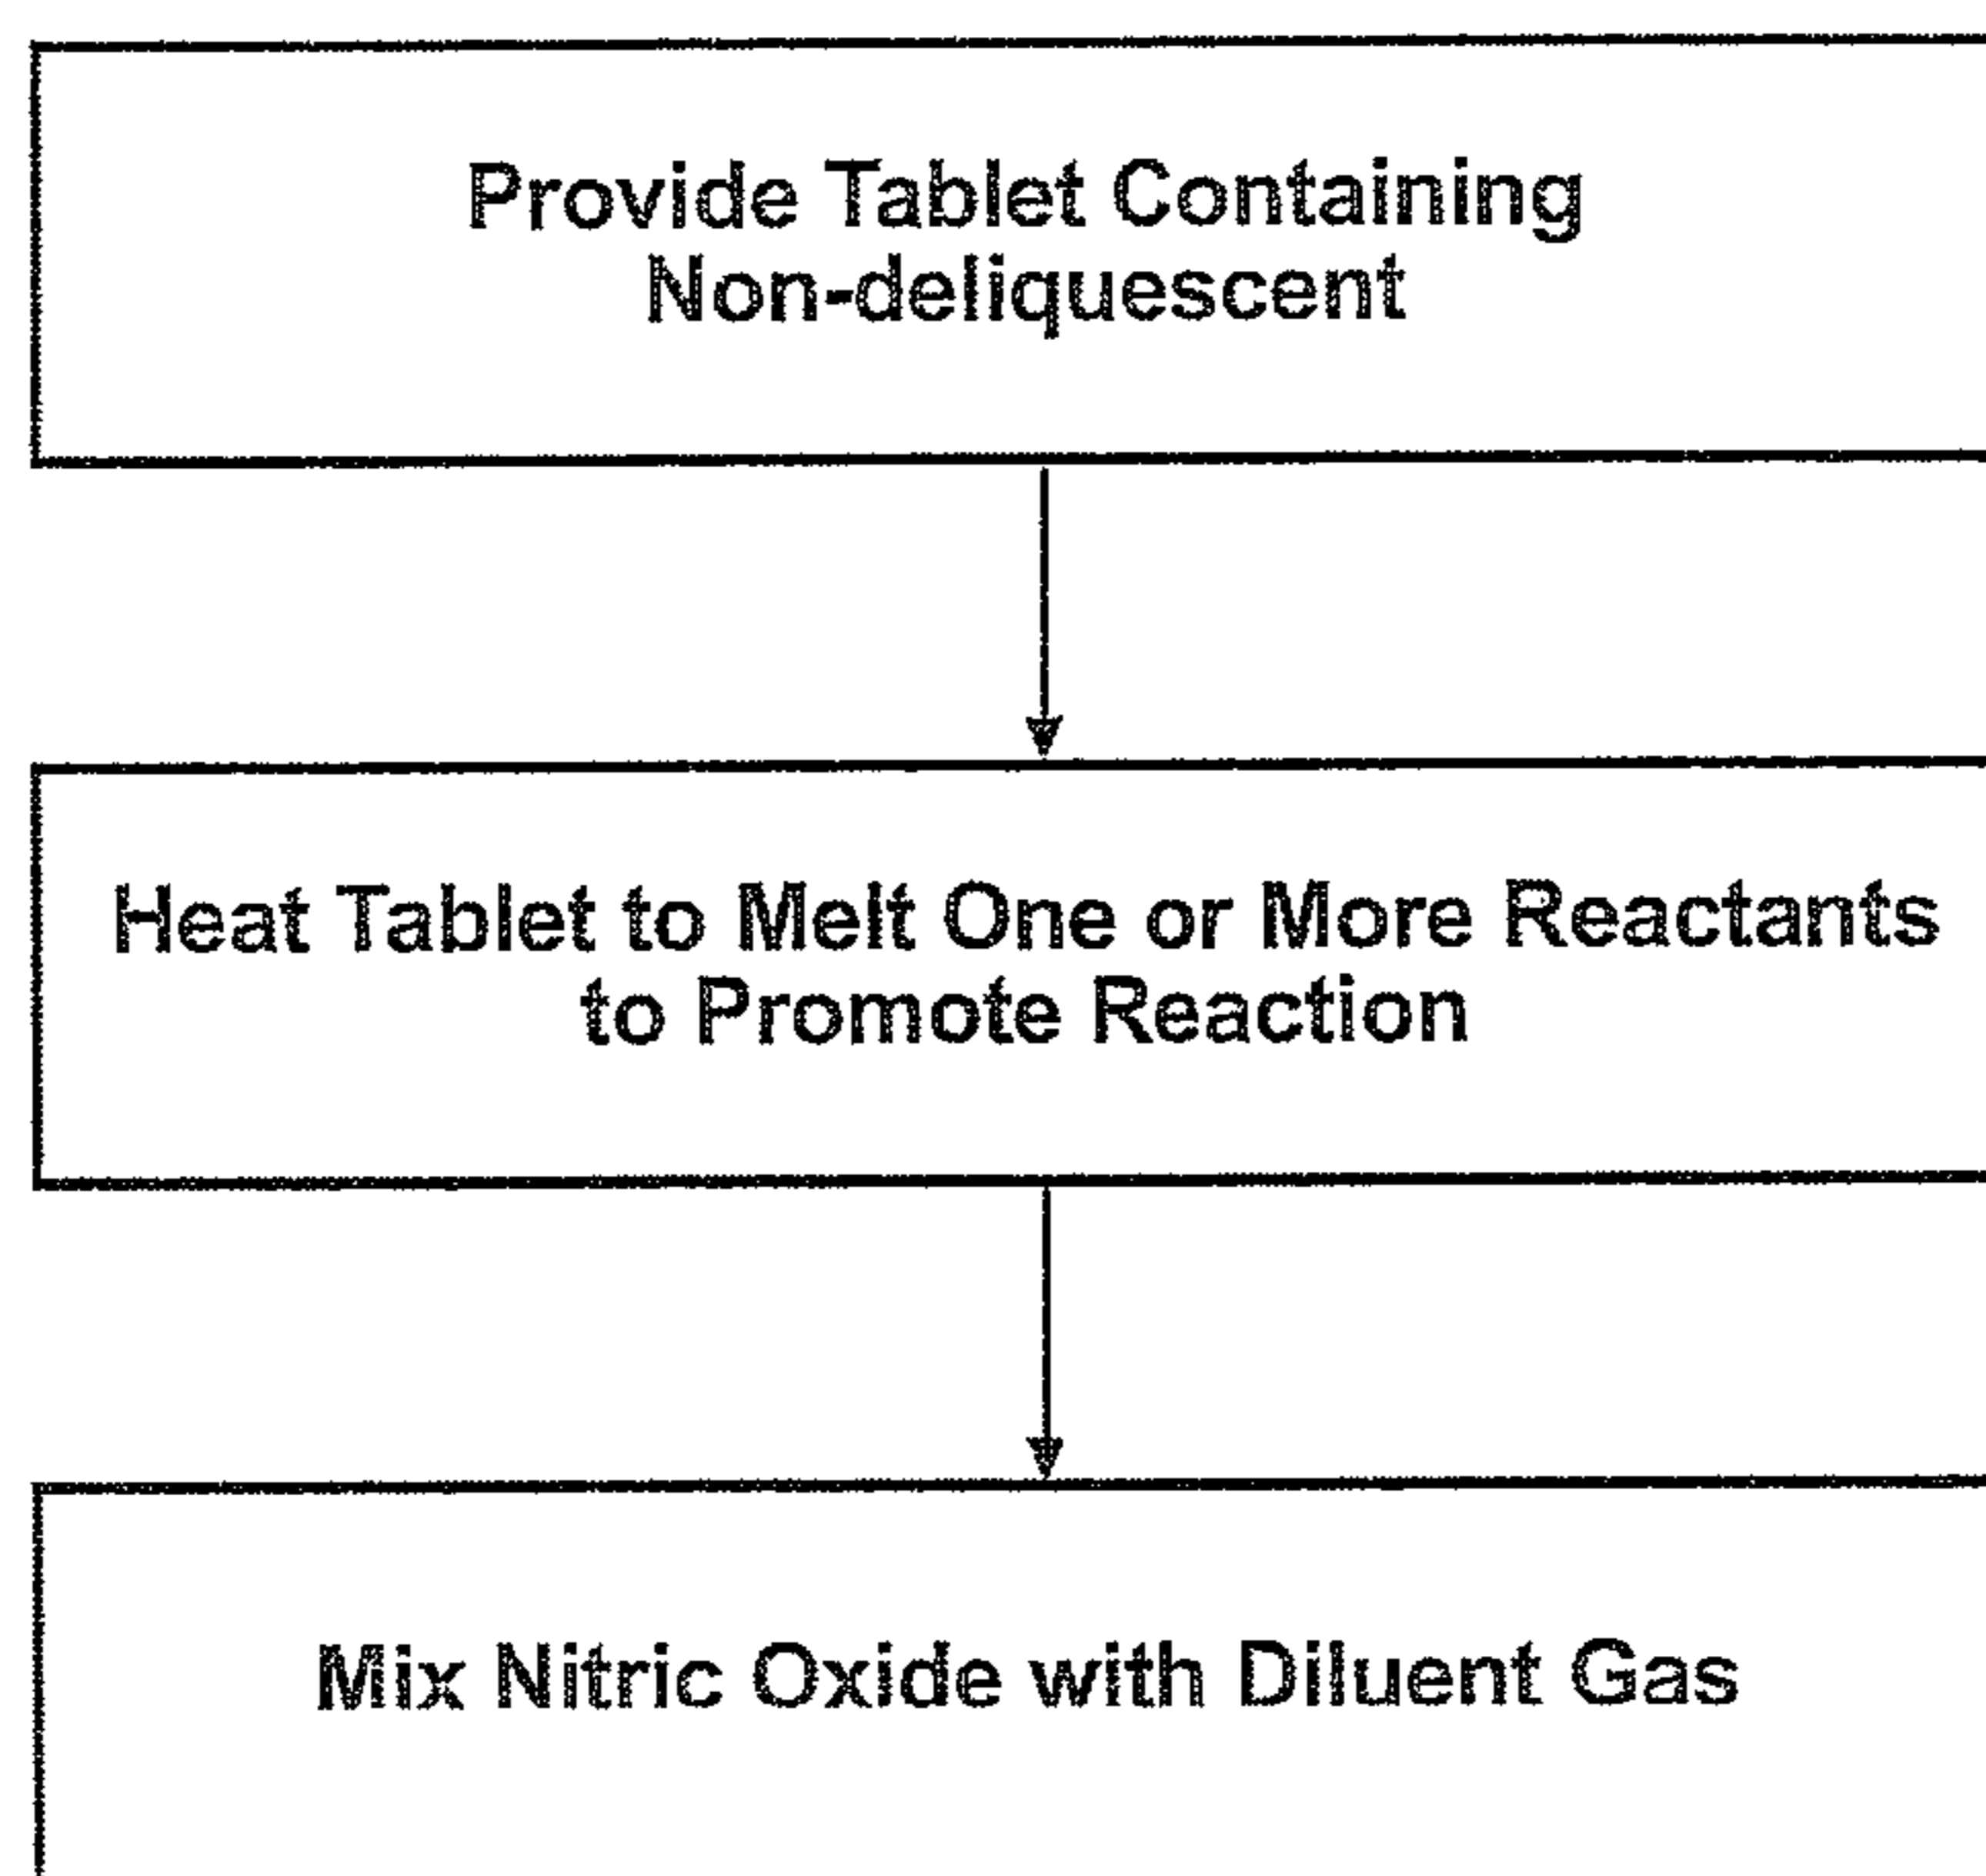 Provide Tablet Containing
Non-deliquescent
Heat Tablet to Melt One or More Reactants
to Promote Reaction
Mix Nitric Oxide with Diluent Gas